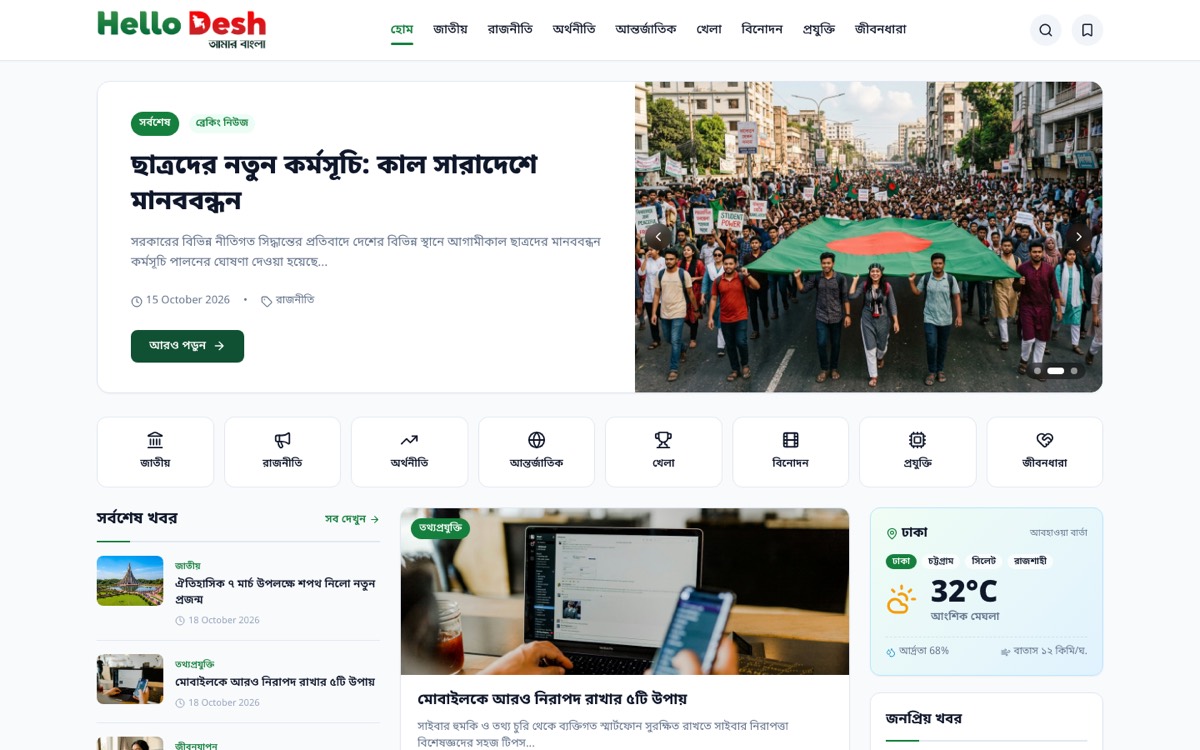 Hello Desh
আমার বাংলা
হোম জাতীয় রাজনীতি অর্থনীতি আন্তর্জাতিক খেলা বিনোদন প্রযুক্তি জীবনধারা
সর্বশেষ ব্রেকিং নিউজ
ছাত্রদের নতুন কর্মসূচি: কাল সারাদেশে
মানববন্ধন
সরকারের বিভিন্ন নীতিগত সিদ্ধান্তের প্রতিবাদে দেশের বিভিন্ন স্থানে আগামীকাল ছাত্রদের মানববন্ধন
কর্মসূচি পালনের ঘোষণা দেওয়া হয়েছে...
15 October 2026 • রাজনীতি
আরও পড়ুন
STUDENT
POWER
জাতীয় রাজনীতি অর্থনীতি আন্তর্জাতিক খেলা বিনোদন প্রযুক্তি জীবনধারা
সর্বশেষ খবর সব দেখুন
জাতীয়
ঐতিহাসিক ৭ মার্চ উপলক্ষে শপথ নিলো নতুন
প্রজন্ম
18 October 2026
তথ্যপ্রযুক্তি
মোবাইলকে আরও নিরাপদ রাখার ৫টি উপায়
18 October 2026
জীবনযাপন
তথ্যপ্রযুক্তি
মোবাইলকে আরও নিরাপদ রাখার ৫টি উপায়
সাইবার হুমকি ও তথ্য চুরি থেকে ব্যক্তিগত স্মার্টফোন সুরক্ষিত রাখতে সাইবার নিরাপত্তা
বিশেষজ্ঞদের সহজ টিপস...
ঢাকা আবহাওয়া বার্তা
ঢাকা চট্টগ্রাম সিলেট রাজশাহী
32°C
আংশিক মেঘলা
আর্দ্রতা 68% বাতাস ১২ কিমি/ঘ.
জনপ্রিয় খবর